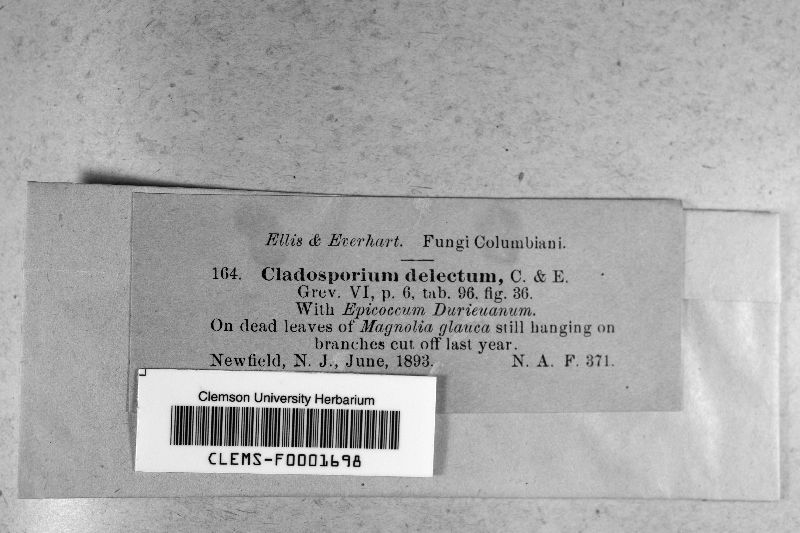 Ellis & Everhart. Fungi Columbiani.
164. Cladosporium delectum, C. & E.
Grev. VI, p. 6, tab. 96, fig. 36.
With Epicoccum Durieuanum.
On dead leaves of Magnolia glauca still hanging on
branches cut off last year.
Newfield, N. J., June, 1893. N. A. F. 371.
Clemson University Herbarium
CLEMS-F0001698